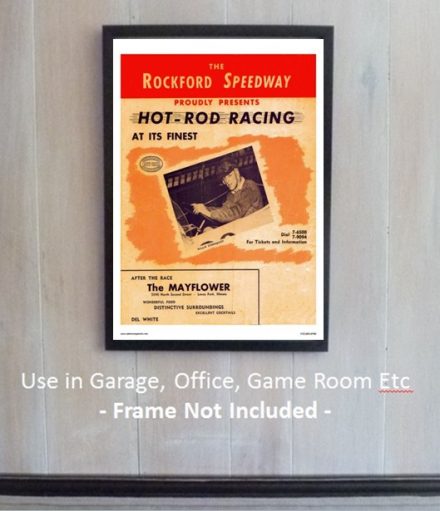 THE
ROCKFORD SPEEDWAY
PROUDLY PRESENTS
HOT-ROD RACING
AT ITS FINEST
Dial 7-4508
7-9094
For Tickets and Information
AFTER THE RACE
The MAYFLOWER
WONDERFUL FOOD
DISTINCTIVE SURROUNDINGS
EXCELLENT COCKTAILS
DEL WHITE
Use in Garage, Office, Game Room Etc
- Frame Not Included -